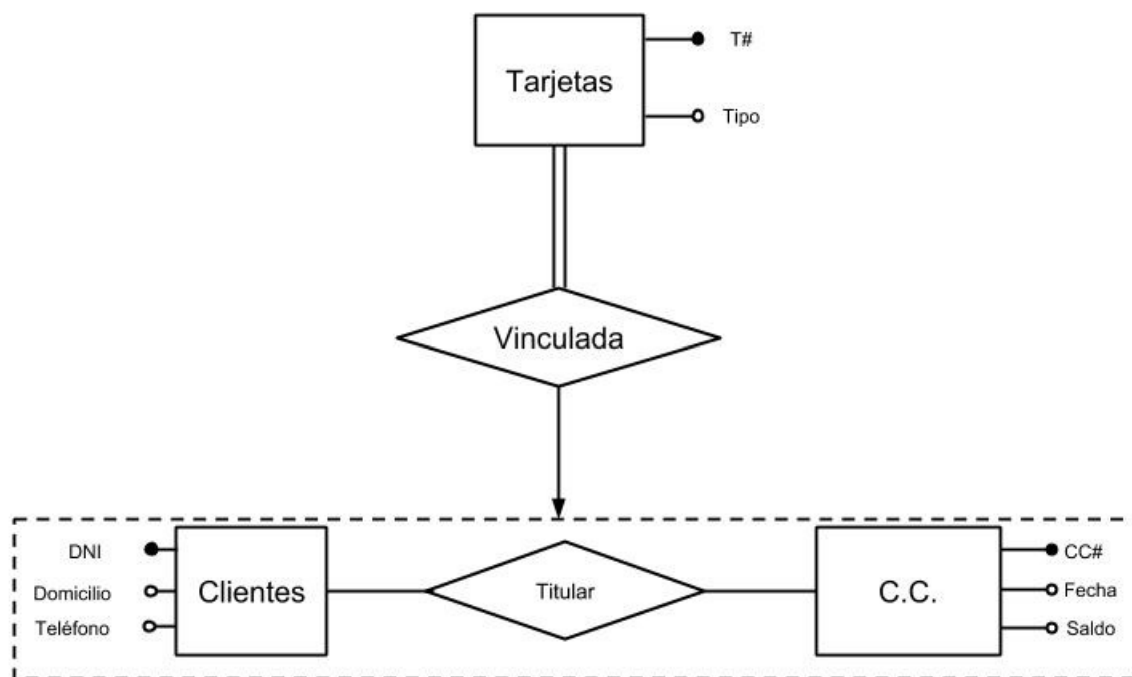 T#
Tarjetas
Tipo
Vinculada
DNI
CC#
Clientes
Titular
C.C.
Domicilio
Fecha
Teléfono
Saldo